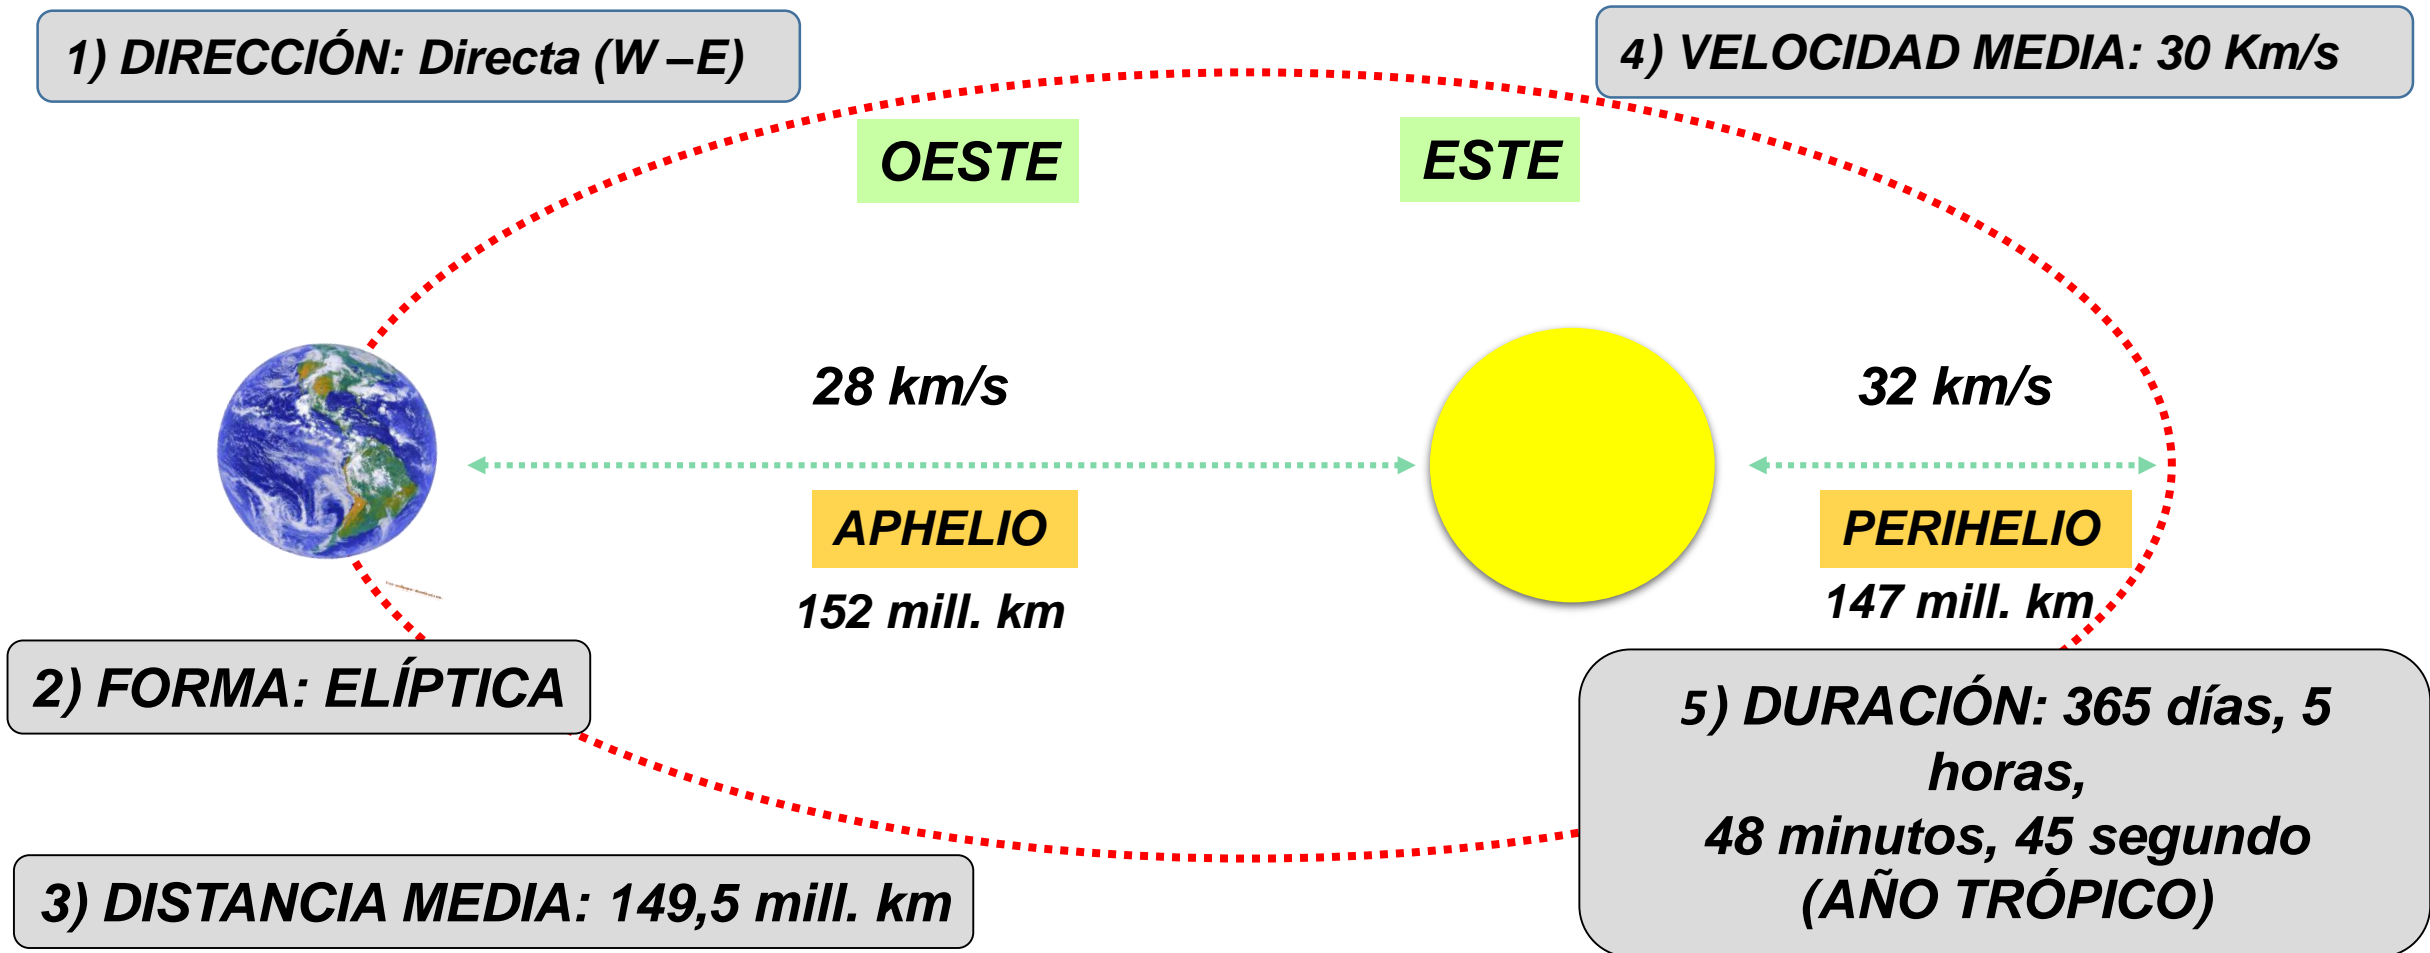 1) DIRECCIÓN: Directa (W –E)
4) VELOCIDAD MEDIA: 30 Km/s
OESTE
ESTE
28 km/s
32 km/s
APHELIO
PERIHELIO
152 mill. km
147 mill. km
2) FORMA: ELÍPTICA
5) DURACIÓN: 365 días, 5
horas,
48 minutos, 45 segundo
(AÑO TRÓPICO)
3) DISTANCIA MEDIA: 149,5 mill. km